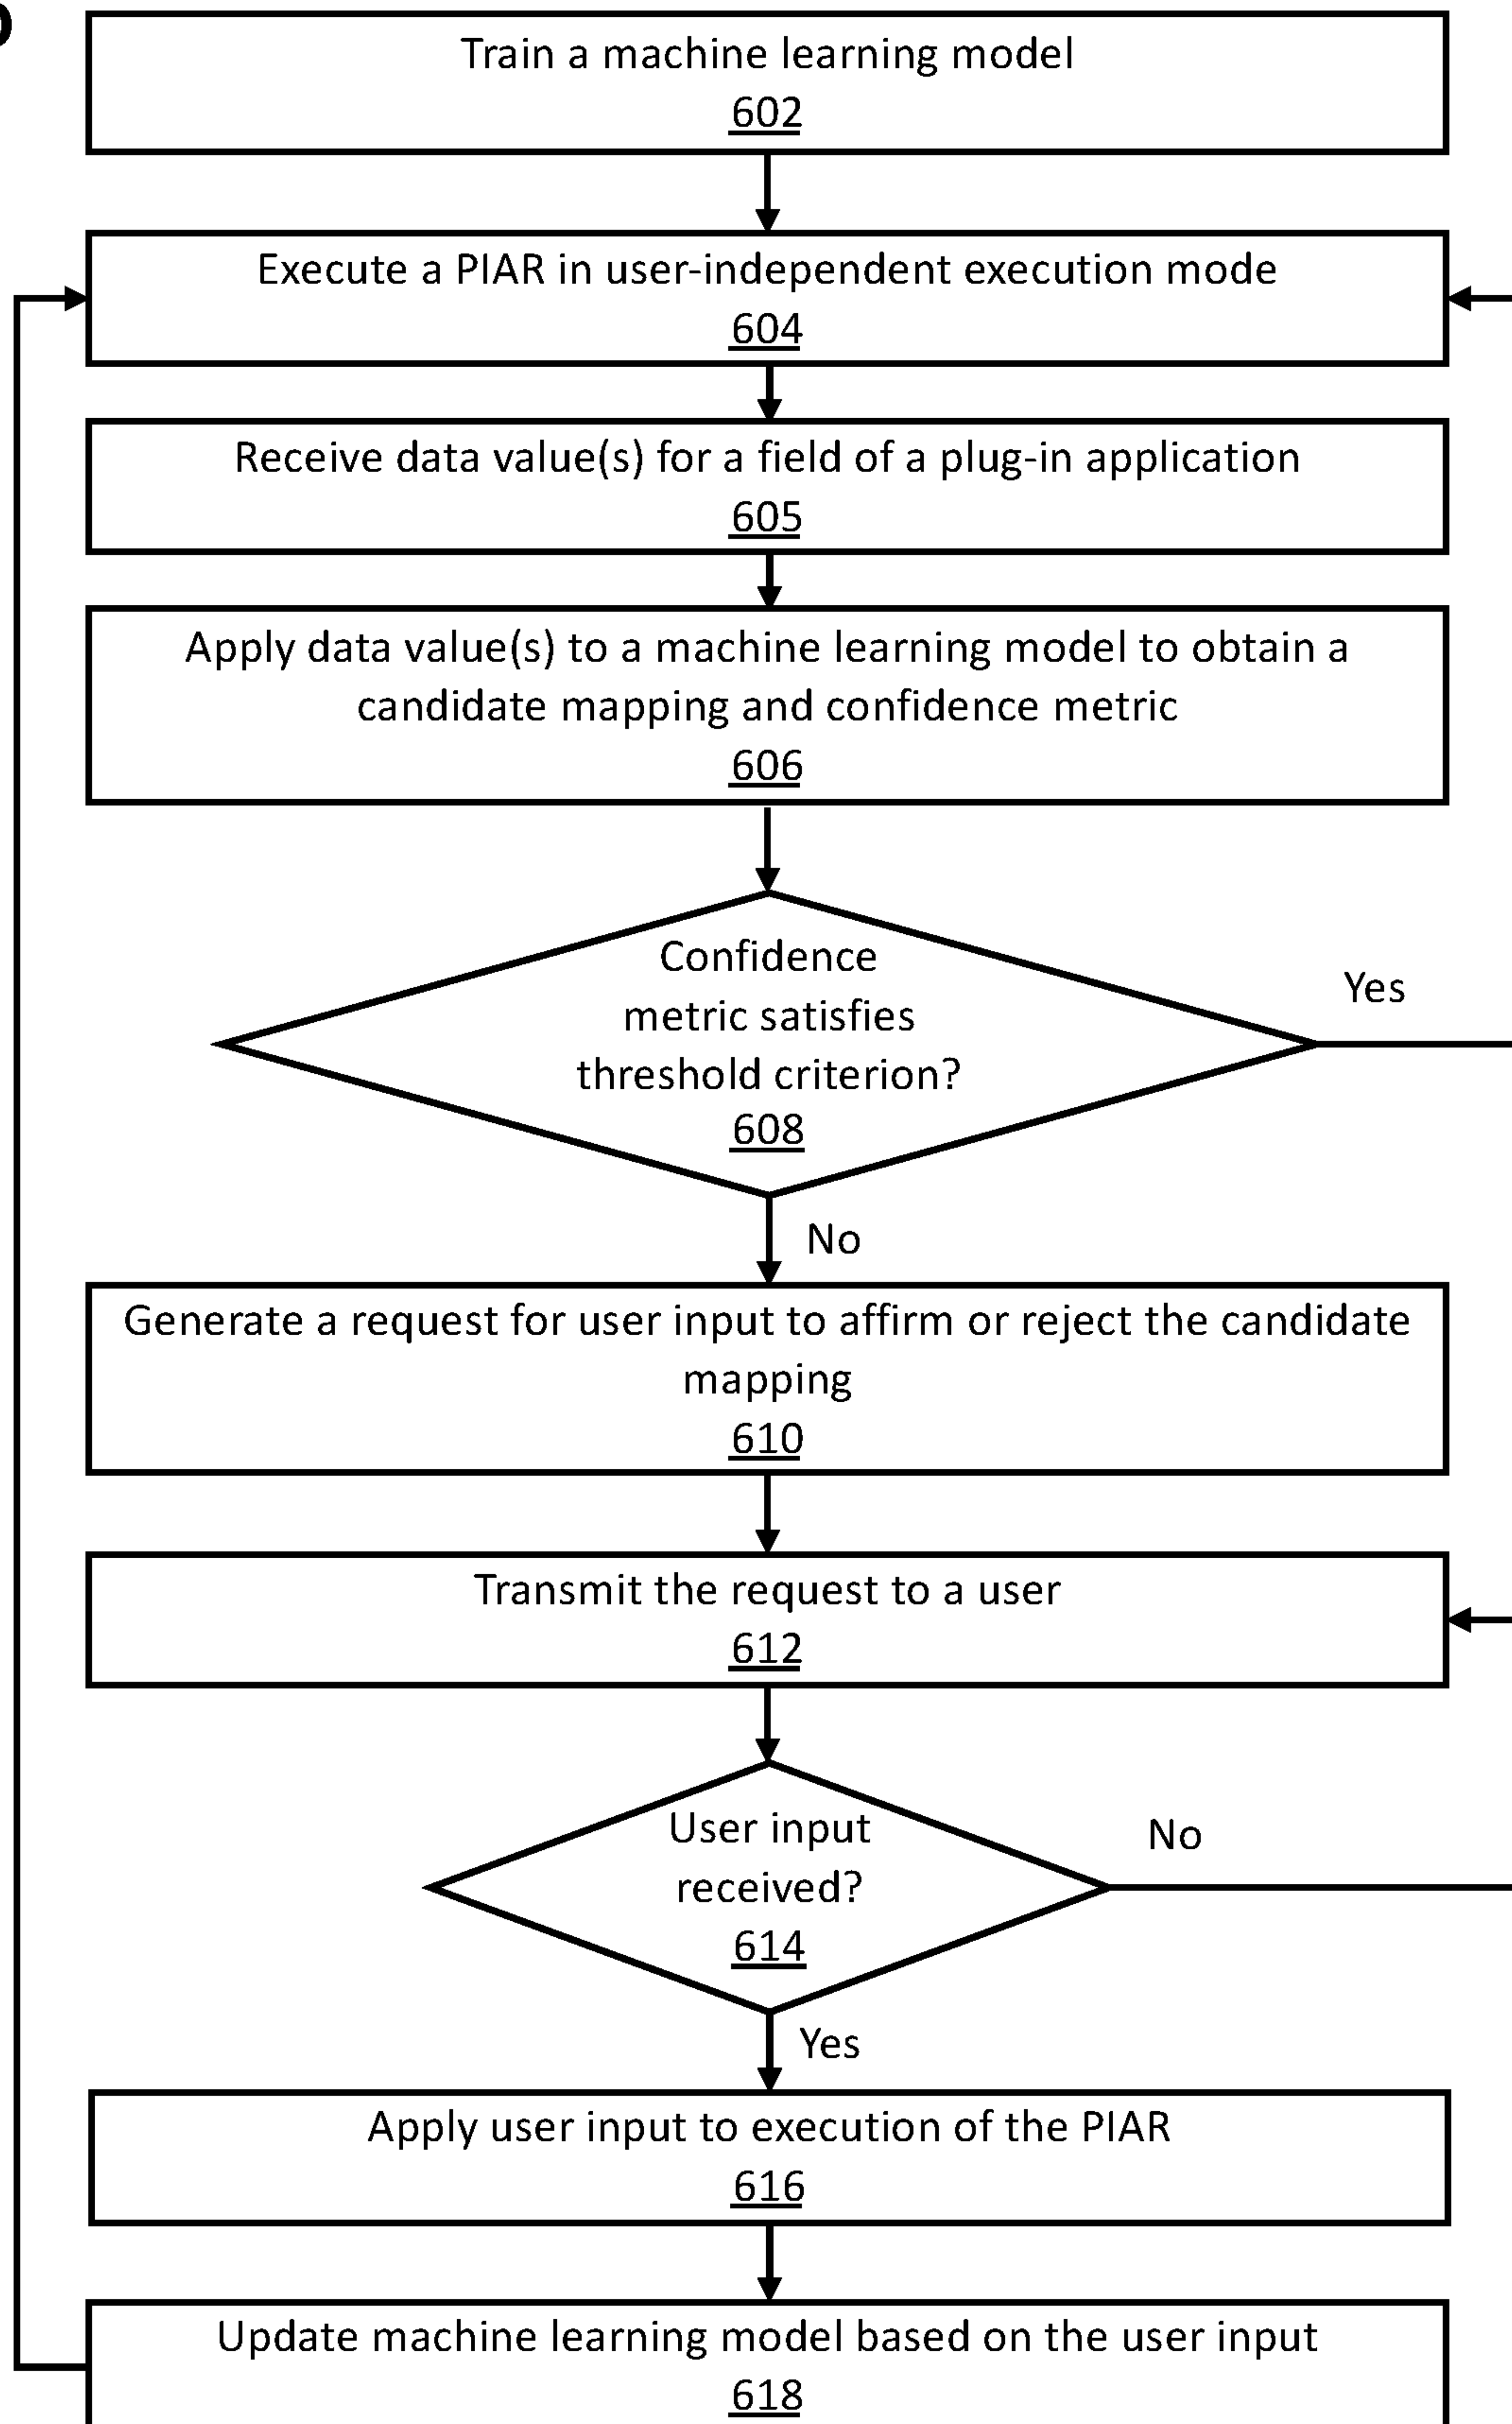 Train a machine learning model
602
Execute a PIAR in user-independent execution mode
604
Receive data value(s) for a field of a plug-in application
605
Apply data value(s) to a machine learning model to obtain a
candidate mapping and confidence metric
606
Confidence
metric satisfies
threshold criterion?
608
Yes
No
Generate a request for user input to affirm or reject the candidate
mapping
610
Transmit the request to a user
612
User input
received?
614
No
Yes
Apply user input to execution of the PIAR
616
Update machine learning model based on the user input
618